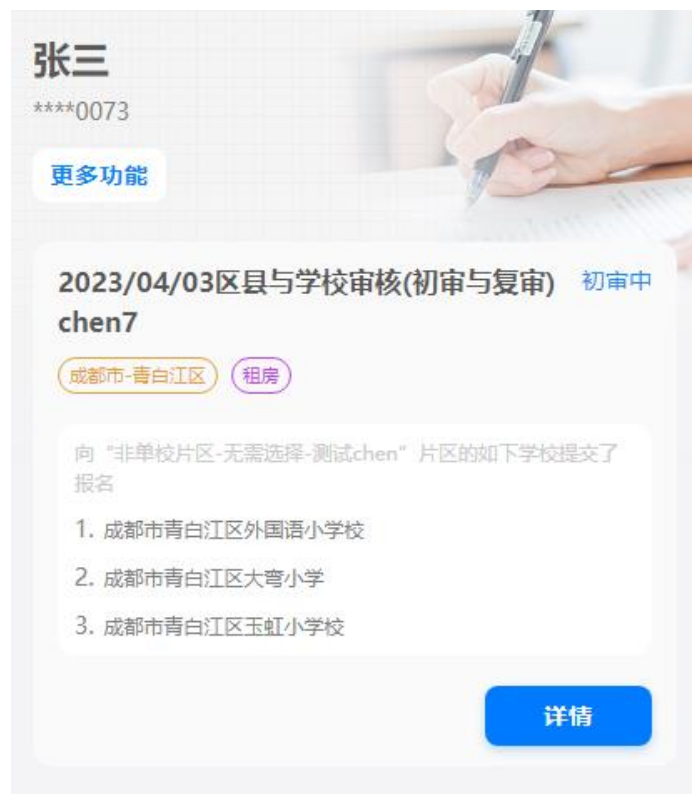 张三
****0073
更多功能
2023/04/03区县与学校审核(初审与复审) 初审中
chen7
成都市-青白江区 租房
向“非单校片区-无需选择-测试chen”片区的如下学校提交了
报名
1. 成都市青白江区外国语小学校
2. 成都市青白江区大弯小学
3. 成都市青白江区玉虹小学校
详情